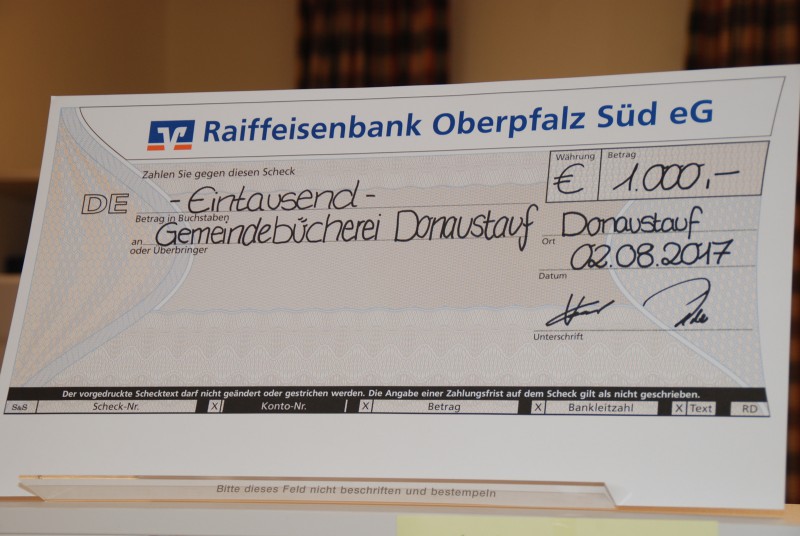 Raiffeisenbank Oberpfalz Süd eG
Zahlen Sie gegen diesen Scheck
Währung
Betrag
€
1.000,-
DE
- Eintausend -
Betrag in Buchstaben
an Gemeindebücherei Donaustauf
oder Überbringer
Donaustauf
Ort
02.08.2017
Datum
Unterschrift
Der vorgedruckte Schecktext darf nicht geändert oder gestrichen werden. Die Angabe einer Zahlungsfrist auf dem Scheck gilt als nicht geschrieben.
S&S Scheck-Nr. X Konto-Nr. X Betrag X Bankleitzahl X Text RD
Bitte dieses Feld nicht beschriften und bestempeln